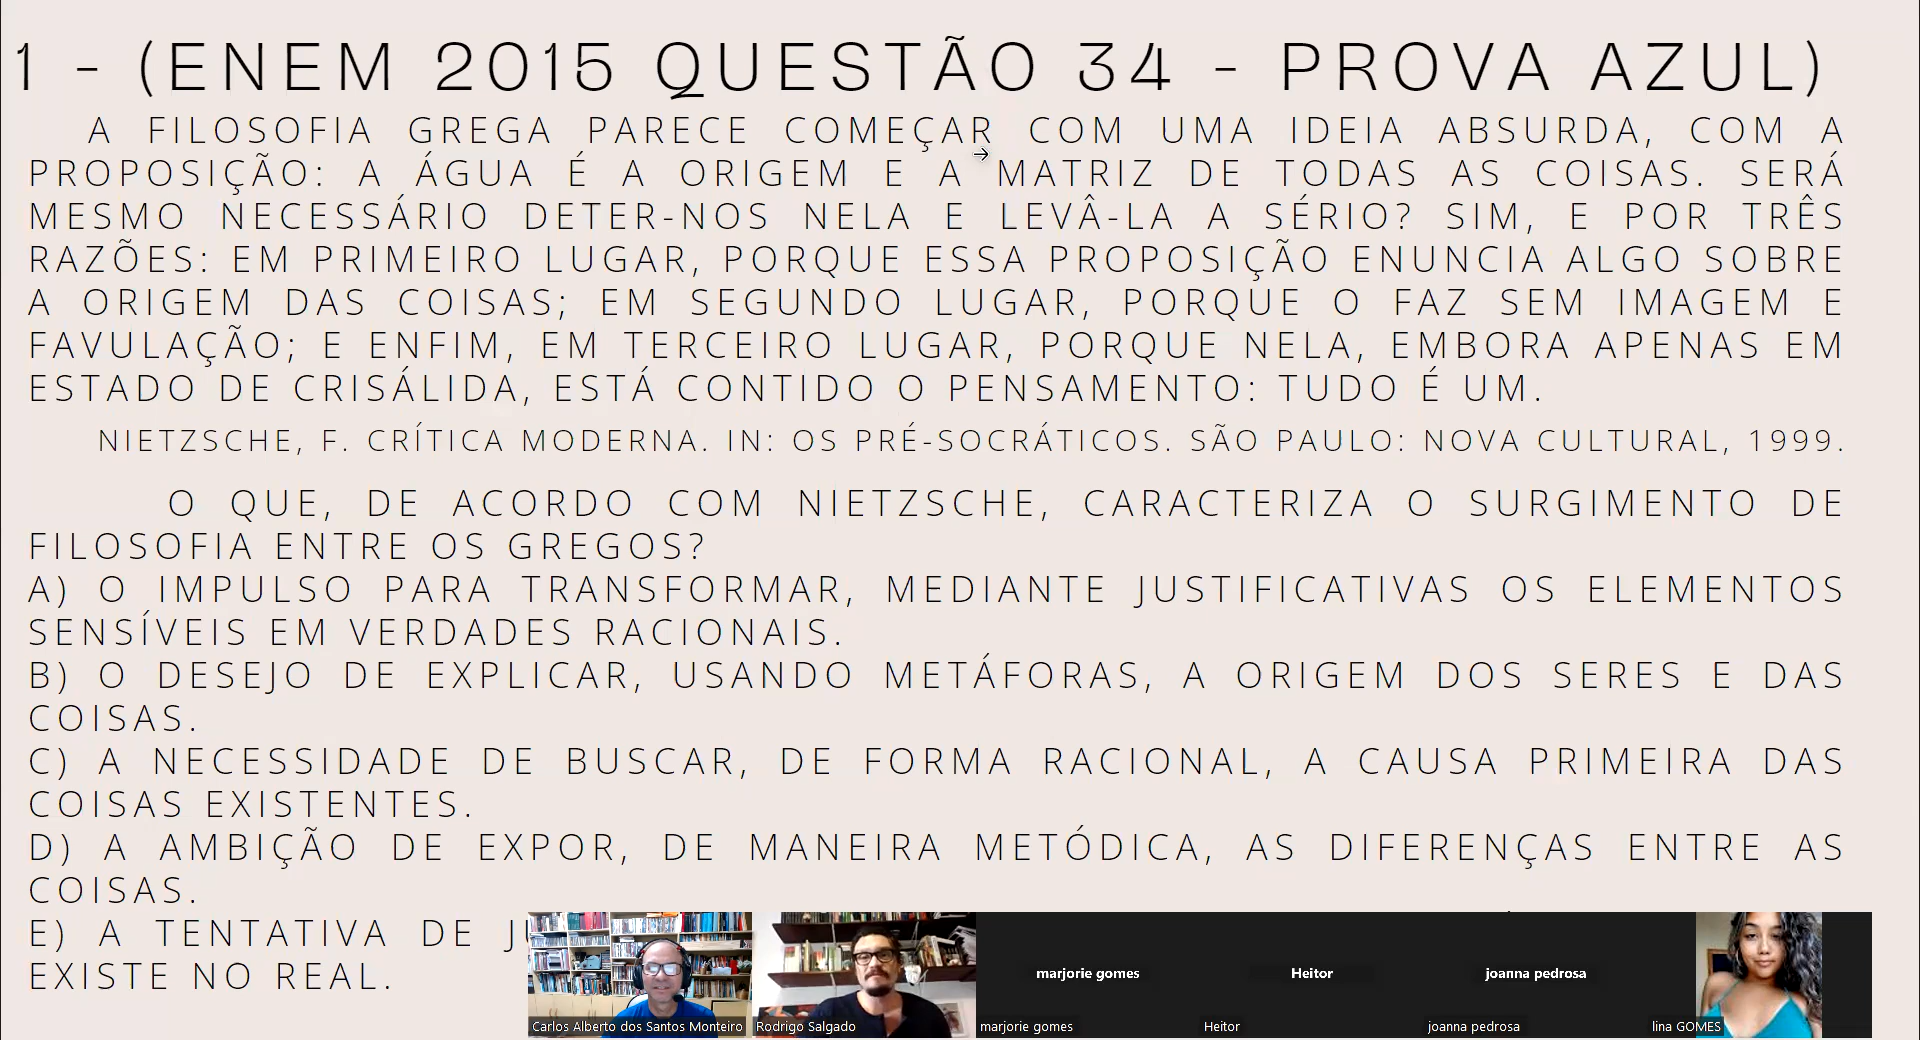 1 - (ENEM 2015 QUESTÃO 34 - PROVA AZUL)
A FILOSOFIA GREGA PARECE COMEÇAR COM UMA IDEIA ABSURDA, COM A
PROPOSIÇÃO: A ÁGUA É A ORIGEM E A MATRIZ DE TODAS AS COISAS. SERÁ
MESMO NECESSÁRIO DETER-NOS NELA E LEVÂ-LA A SÉRIO? SIM, E POR TRÊS
RAZÕES: EM PRIMEIRO LUGAR, PORQUE ESSA PROPOSIÇÃO ENUNCIA ALGO SOBRE
A ORIGEM DAS COISAS; EM SEGUNDO LUGAR, PORQUE O FAZ SEM IMAGEM E
FAVULAÇÃO; E ENFIM, EM TERCEIRO LUGAR, PORQUE NELA, EMBORA APENAS EM
ESTADO DE CRISÁLIDA, ESTÁ CONTIDO O PENSAMENTO: TUDO É UM.
NIETZSCHE, F. CRÍTICA MODERNA. IN: OS PRÉ-SOCRÁTICOS. SÃO PAULO: NOVA CULTURAL, 1999.
O QUE, DE ACORDO COM NIETZSCHE, CARACTERIZA O SURGIMENTO DE
FILOSOFIA ENTRE OS GREGOS?
A) O IMPULSO PARA TRANSFORMAR, MEDIANTE JUSTIFICATIVAS OS ELEMENTOS
SENSÍVEIS EM VERDADES RACIONAIS.
B) O DESEJO DE EXPLICAR, USANDO METÁFORAS, A ORIGEM DOS SERES E DAS
COISAS.
C) A NECESSIDADE DE BUSCAR, DE FORMA RACIONAL, A CAUSA PRIMEIRA DAS
COISAS EXISTENTES.
D) A AMBIÇÃO DE EXPOR, DE MANEIRA METÓDICA, AS DIFERENÇAS ENTRE AS
COISAS.
E) A TENTATIVA DE
EXISTE NO REAL.
marjorie gomes Heitor joanna pedrosa
Carlos Alberto dos Santos Monteiro Rodrigo Salgado marjorie gomes Heitor joanna pedrosa lina GOMES